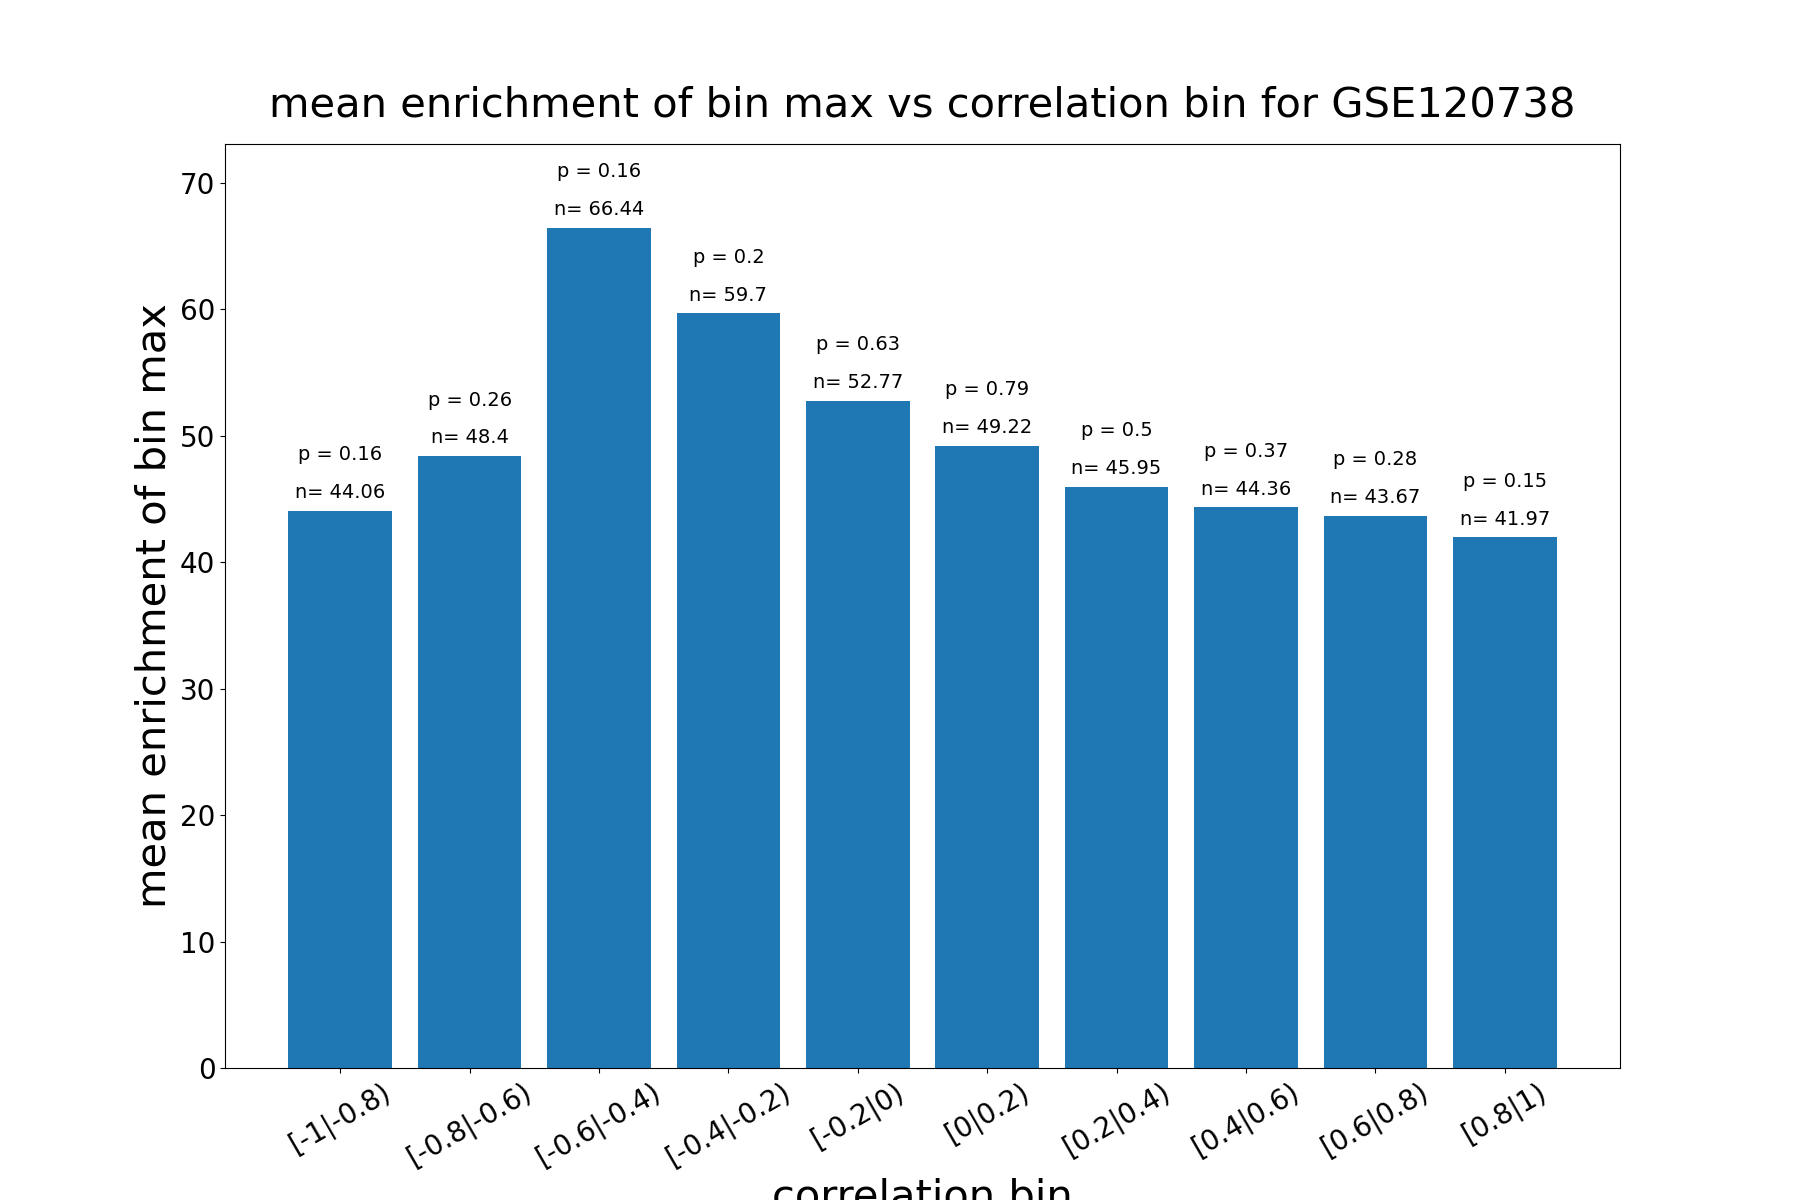 mean enrichment of bin max vs correlation bin for GSE120738
mean enrichment of bin max
70
60
50
40
30
20
10
0
p = 0.16
n= 44.06
p = 0.26
n= 48.4
p = 0.16
n= 66.44
p = 0.2
n= 59.7
p = 0.63
n= 52.77
p = 0.79
n= 49.22
p = 0.5
n= 45.95
p = 0.37
n= 44.36
p = 0.28
n= 43.67
p = 0.15
n= 41.97
[-1|-0.8)
[-0.8|-0.6)
[-0.6|-0.4)
[-0.4|-0.2)
[-0.2|0)
[0|0.2)
[0.2|0.4)
[0.4|0.6)
[0.6|0.8)
[0.8|1)
correlation bin